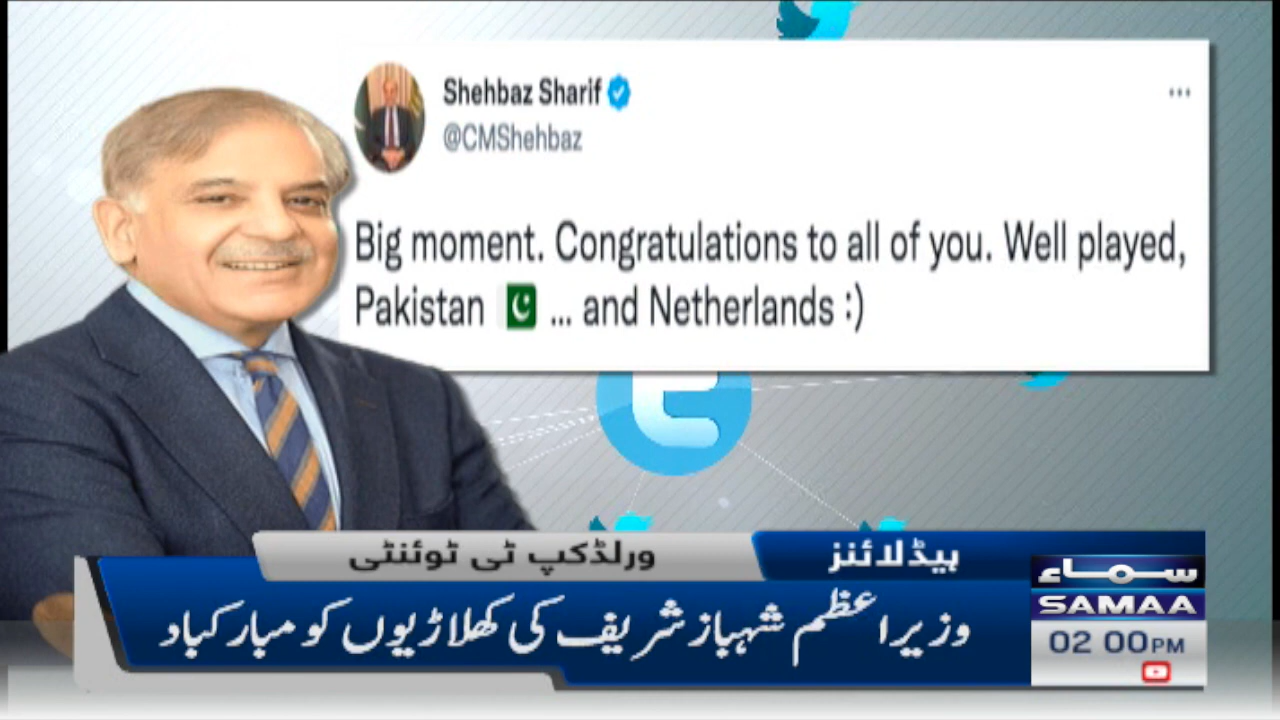 Shehbaz Sharif
@CMShehbaz
Big moment. Congratulations to all of you. Well played,
Pakistan 🇵🇰 ... and Netherlands :)
ہیڈلائنز
ورلڈکپ ٹی ٹوئنٹی
وزیراعظم شہباز شریف کی کھلاڑیوں کو مبارکباد
سماء
SAMAA
02 00PM